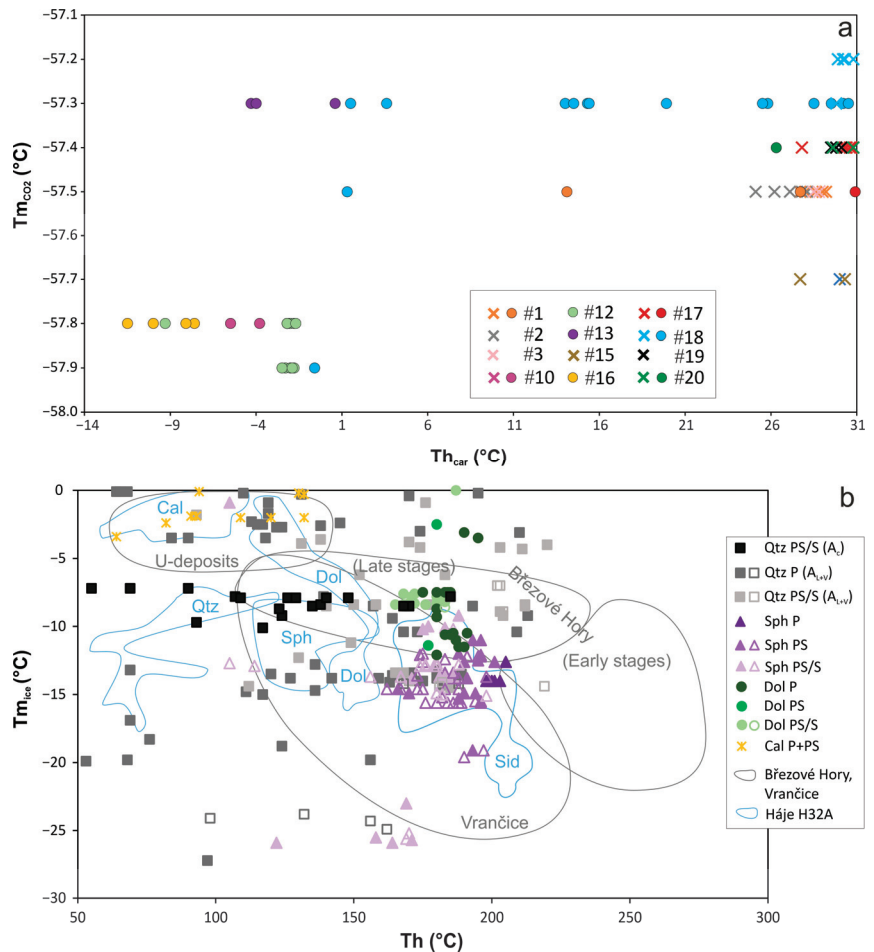 a
−57.1
−57.2
−57.3
−57.4
−57.5
−57.6
−57.7
−57.8
−57.9
−58.0
TmCO2 (°C)
−14 −9 −4 1 6 11 16 21 26 31
Thcar (°C)
#1 #12 #17
#2 #13 #18
#3 #15 #19
#10 #16 #20
b
0
−5
−10
−15
−20
−25
−30
Tmice (°C)
50 100 150 200 250 300
Th (°C)
Cal
U-deposits
Dol
(Late stages)
Březové Hory
Qtz
Sph
Dol
(Early stages)
Sid
Vrančice
Qtz PS/S (Ac)
Qtz P (AL+V)
Qtz PS/S (AL+V)
Sph P
Sph PS
Sph PS/S
Dol P
Dol PS
Dol PS/S
Cal P+PS
Březové Hory,
Vrančice
Háje H32A